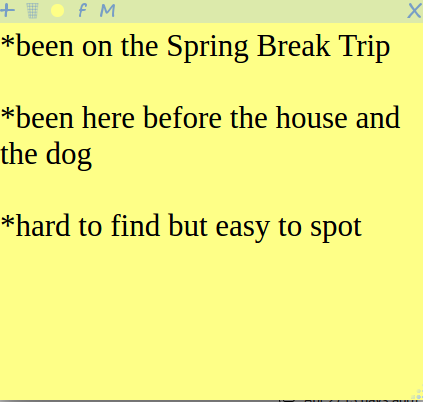 *been on the Spring Break Trip
*been here before the house and
the dog
*hard to find but easy to spot